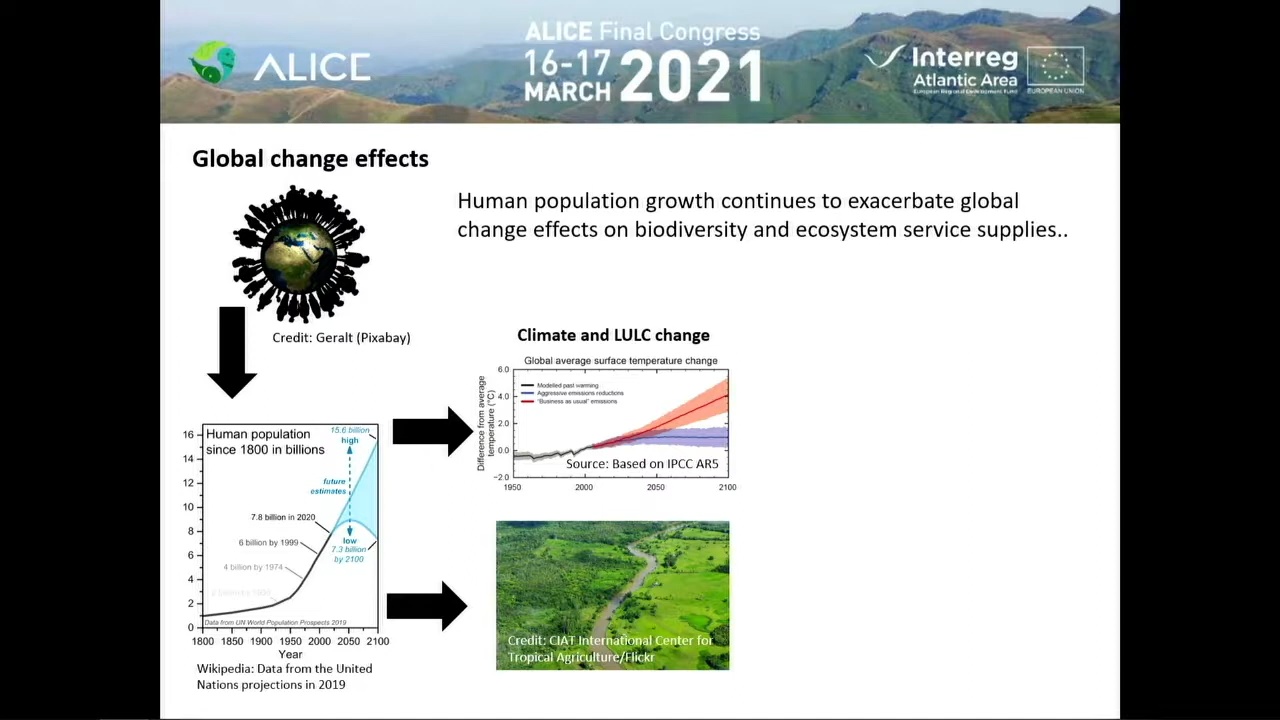 ALICE
ALICE Final Congress
16-17
MARCH 2021
Interreg
Atlantic Area
European Regional Development Fund
EUROPEAN UNION
Global change effects
Human population growth continues to exacerbate global
change effects on biodiversity and ecosystem service supplies..
Credit: Geralt (Pixabay)
Human population
since 1800 in billions
15.6 billion
high
future
estimates
7.8 billion in 2020
low
7.3 billion
by 2100
6 billion by 1999
4 billion by 1974
16
14
12
10
8
6
4
2
0
Data from UN World Population Prospects 2019
1800 1850 1900 1950 2000 2050 2100
Year
Wikipedia: Data from the United
Nations projections in 2019
Climate and LULC change
Global average surface temperature change
Difference from average
temperature (°C)
6.0
4.0
2.0
0.0
−2.0
Modelled past warming
Aggressive emissions reductions
"Business as usual" emissions
Source: Based on IPCC AR5
1950 2000 2050 2100
Credit: CIAT International Center for
Tropical Agriculture/Flickr